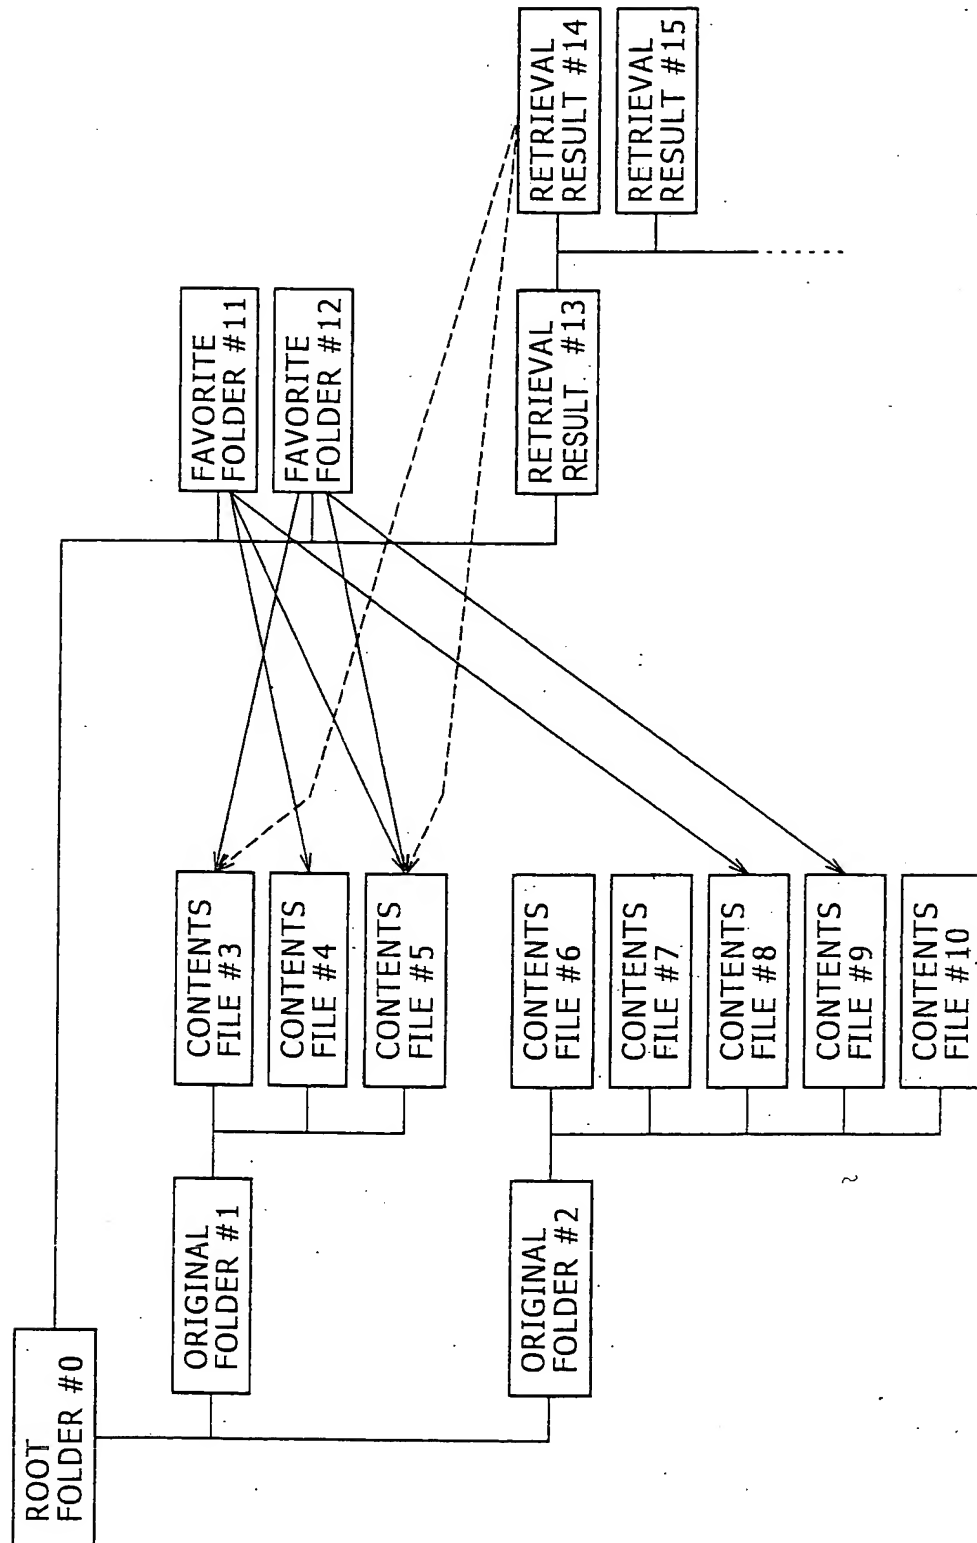 ROOT
FOLDER #0
ORIGINAL
FOLDER #1
CONTENTS
FILE #3
CONTENTS
FILE #4
CONTENTS
FILE #5
ORIGINAL
FOLDER #2
CONTENTS
FILE #6
CONTENTS
FILE #7
CONTENTS
FILE #8
CONTENTS
FILE #9
CONTENTS
FILE #10
FAVORITE
FOLDER #11
FAVORITE
FOLDER #12
RETRIEVAL
RESULT. #13
RETRIEVAL
RESULT #14
RETRIEVAL
RESULT #15